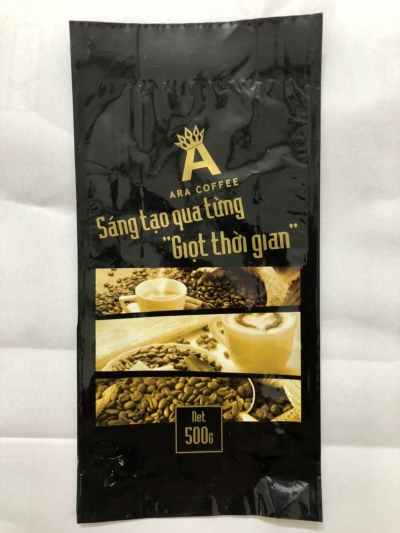 A
ARA COFFEE
Sáng tạo qua từng
"Giọt thời gian"
Net
500G